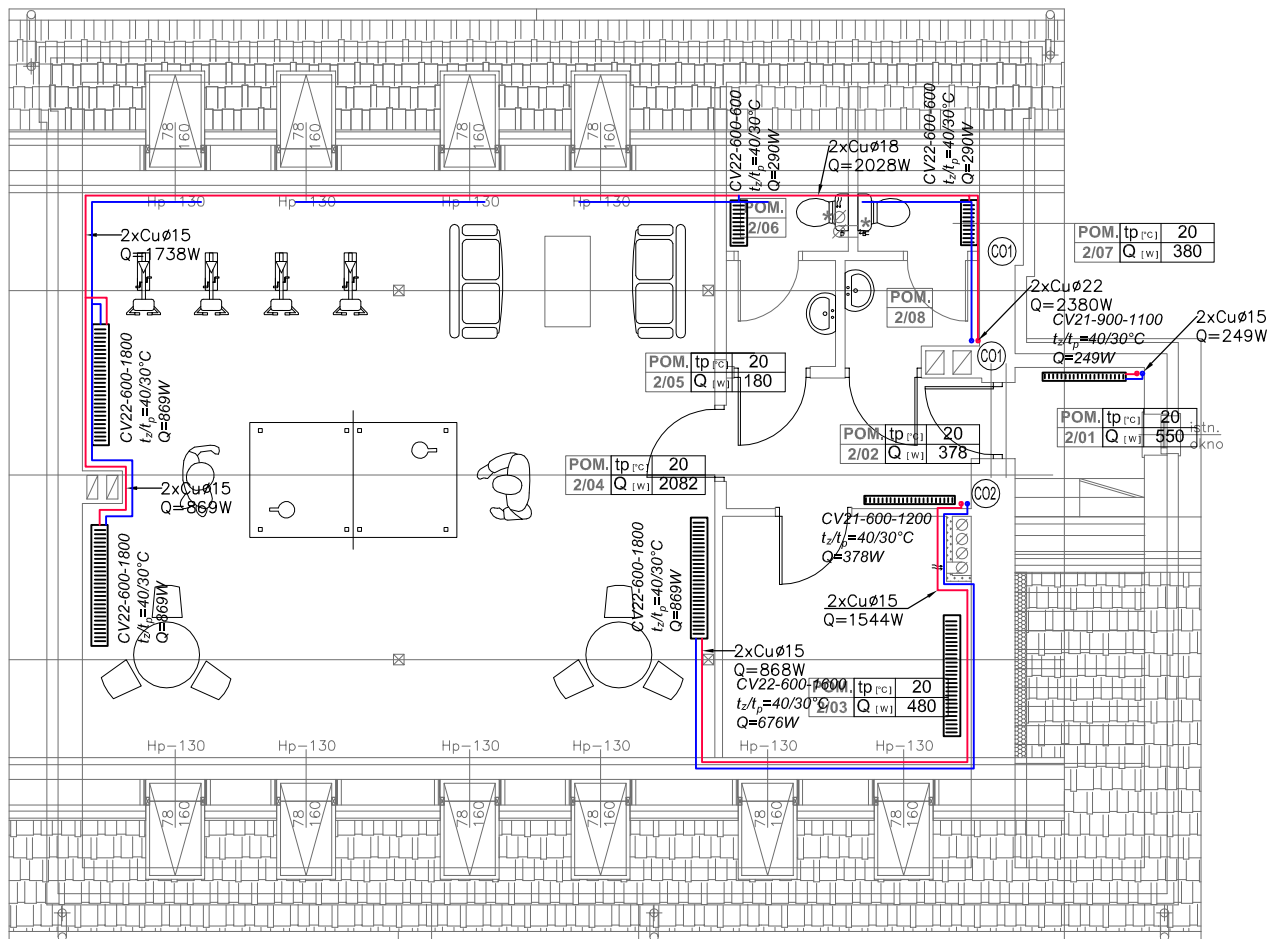 78
160
78
160
78
160
78
160
CV22-600-600
tz/tp=40/30°C
Q=290W
CV22-600-600
tz/tp=40/30°C
Q=290W
2xCuø18
Q=2028W
Hp-130
Hp-130
Hp-130
Hp-130
POM.
2/06
2xCuø15
Q=1738W
CO1
POM. tp [°C] 20
2/07 Q [W] 380
2xCuø22
Q=2380W
POM.
2/08
CV21-900-1100
tz/tp=40/30°C
Q=249W
2xCuø15
Q=249W
CO1
POM. tp [°C] 20
2/05 Q [W] 180
CV22-600-1800
tz/tp=40/30°C
Q=869W
POM. tp [°C] 20
2/01 Q [W] 550
istn.
okno
POM. tp [°C] 20
2/02 Q [W] 378
POM. tp [°C] 20
2/04 Q [W] 2082
2xCuø15
Q=869W
CO2
CV21-600-1200
tz/tp=40/30°C
Q=378W
CV22-600-1800
tz/tp=40/30°C
Q=869W
CV22-600-1800
tz/tp=40/30°C
Q=869W
2xCuø15
Q=1544W
2xCuø15
Q=868W
CV22-600-1600
tz/tp=40/30°C
Q=676W
POM. tp [°C] 20
2/03 Q [W] 480
Hp-130
Hp-130
Hp-130
Hp-130
Hp-130
Hp-130
78
160
78
160
78
160
78
160
78
160
78
160